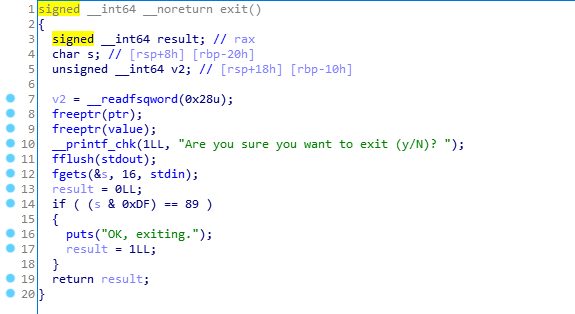 1 signed __int64 __noreturn exit()
2 {
3 signed __int64 result; // rax
4 char s; // [rsp+8h] [rbp-20h]
5 unsigned __int64 v2; // [rsp+18h] [rbp-10h]
6
7 v2 = __readfsqword(0x28u);
8 freeptr(ptr);
9 freeptr(value);
10 __printf_chk(1LL, "Are you sure you want to exit (y/N)? ");
11 fflush(stdout);
12 fgets(&s, 16, stdin);
13 result = 0LL;
14 if ( (s & 0xDF) == 89 )
15 {
16 puts("OK, exiting.");
17 result = 1LL;
18 }
19 return result;
20 }